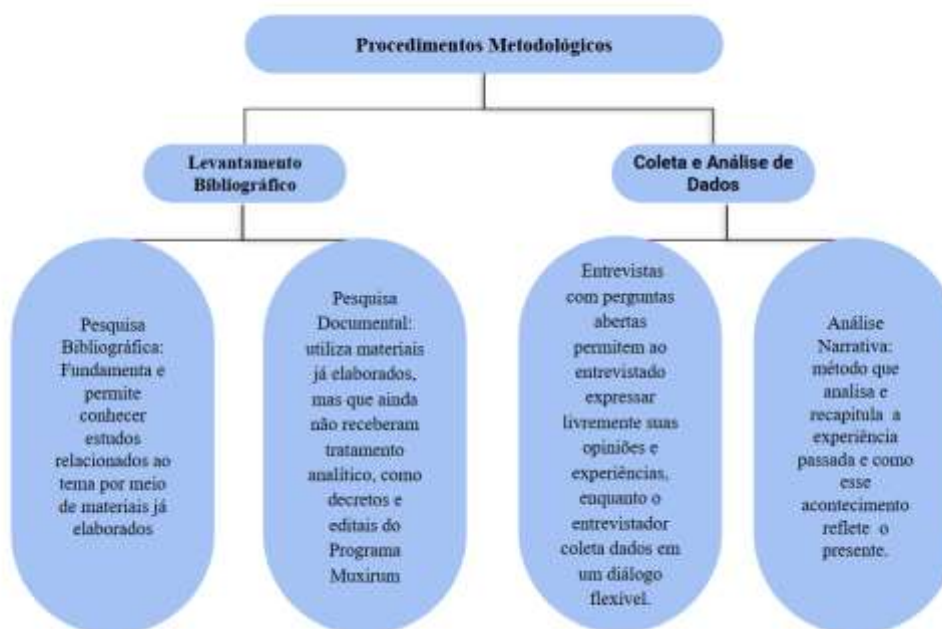 Procedimentos Metodológicos
Levantamento
Bibliográfico
Coleta e Análise de
Dados
Pesquisa
Bibliográfica:
Fundamenta e
permite
conhecer
estudos
relacionados ao
tema por meio
de materiais já
elaborados
Pesquisa
Documental:
utiliza materiais
já elaborados,
mas que ainda
não receberam
tratamento
analítico, como
decretos e
editais do
Programa
Muxirum
Entrevistas
com perguntas
abertas
permitem ao
entrevistado
expressar
livremente suas
opiniões e
experiências,
enquanto o
entrevistador
coleta dados em
um diálogo
flexível.
Análise
Narrativa:
método que
analisa e
recapitula a
experiência
passada e como
esse
acontecimento
reflete o
presente.